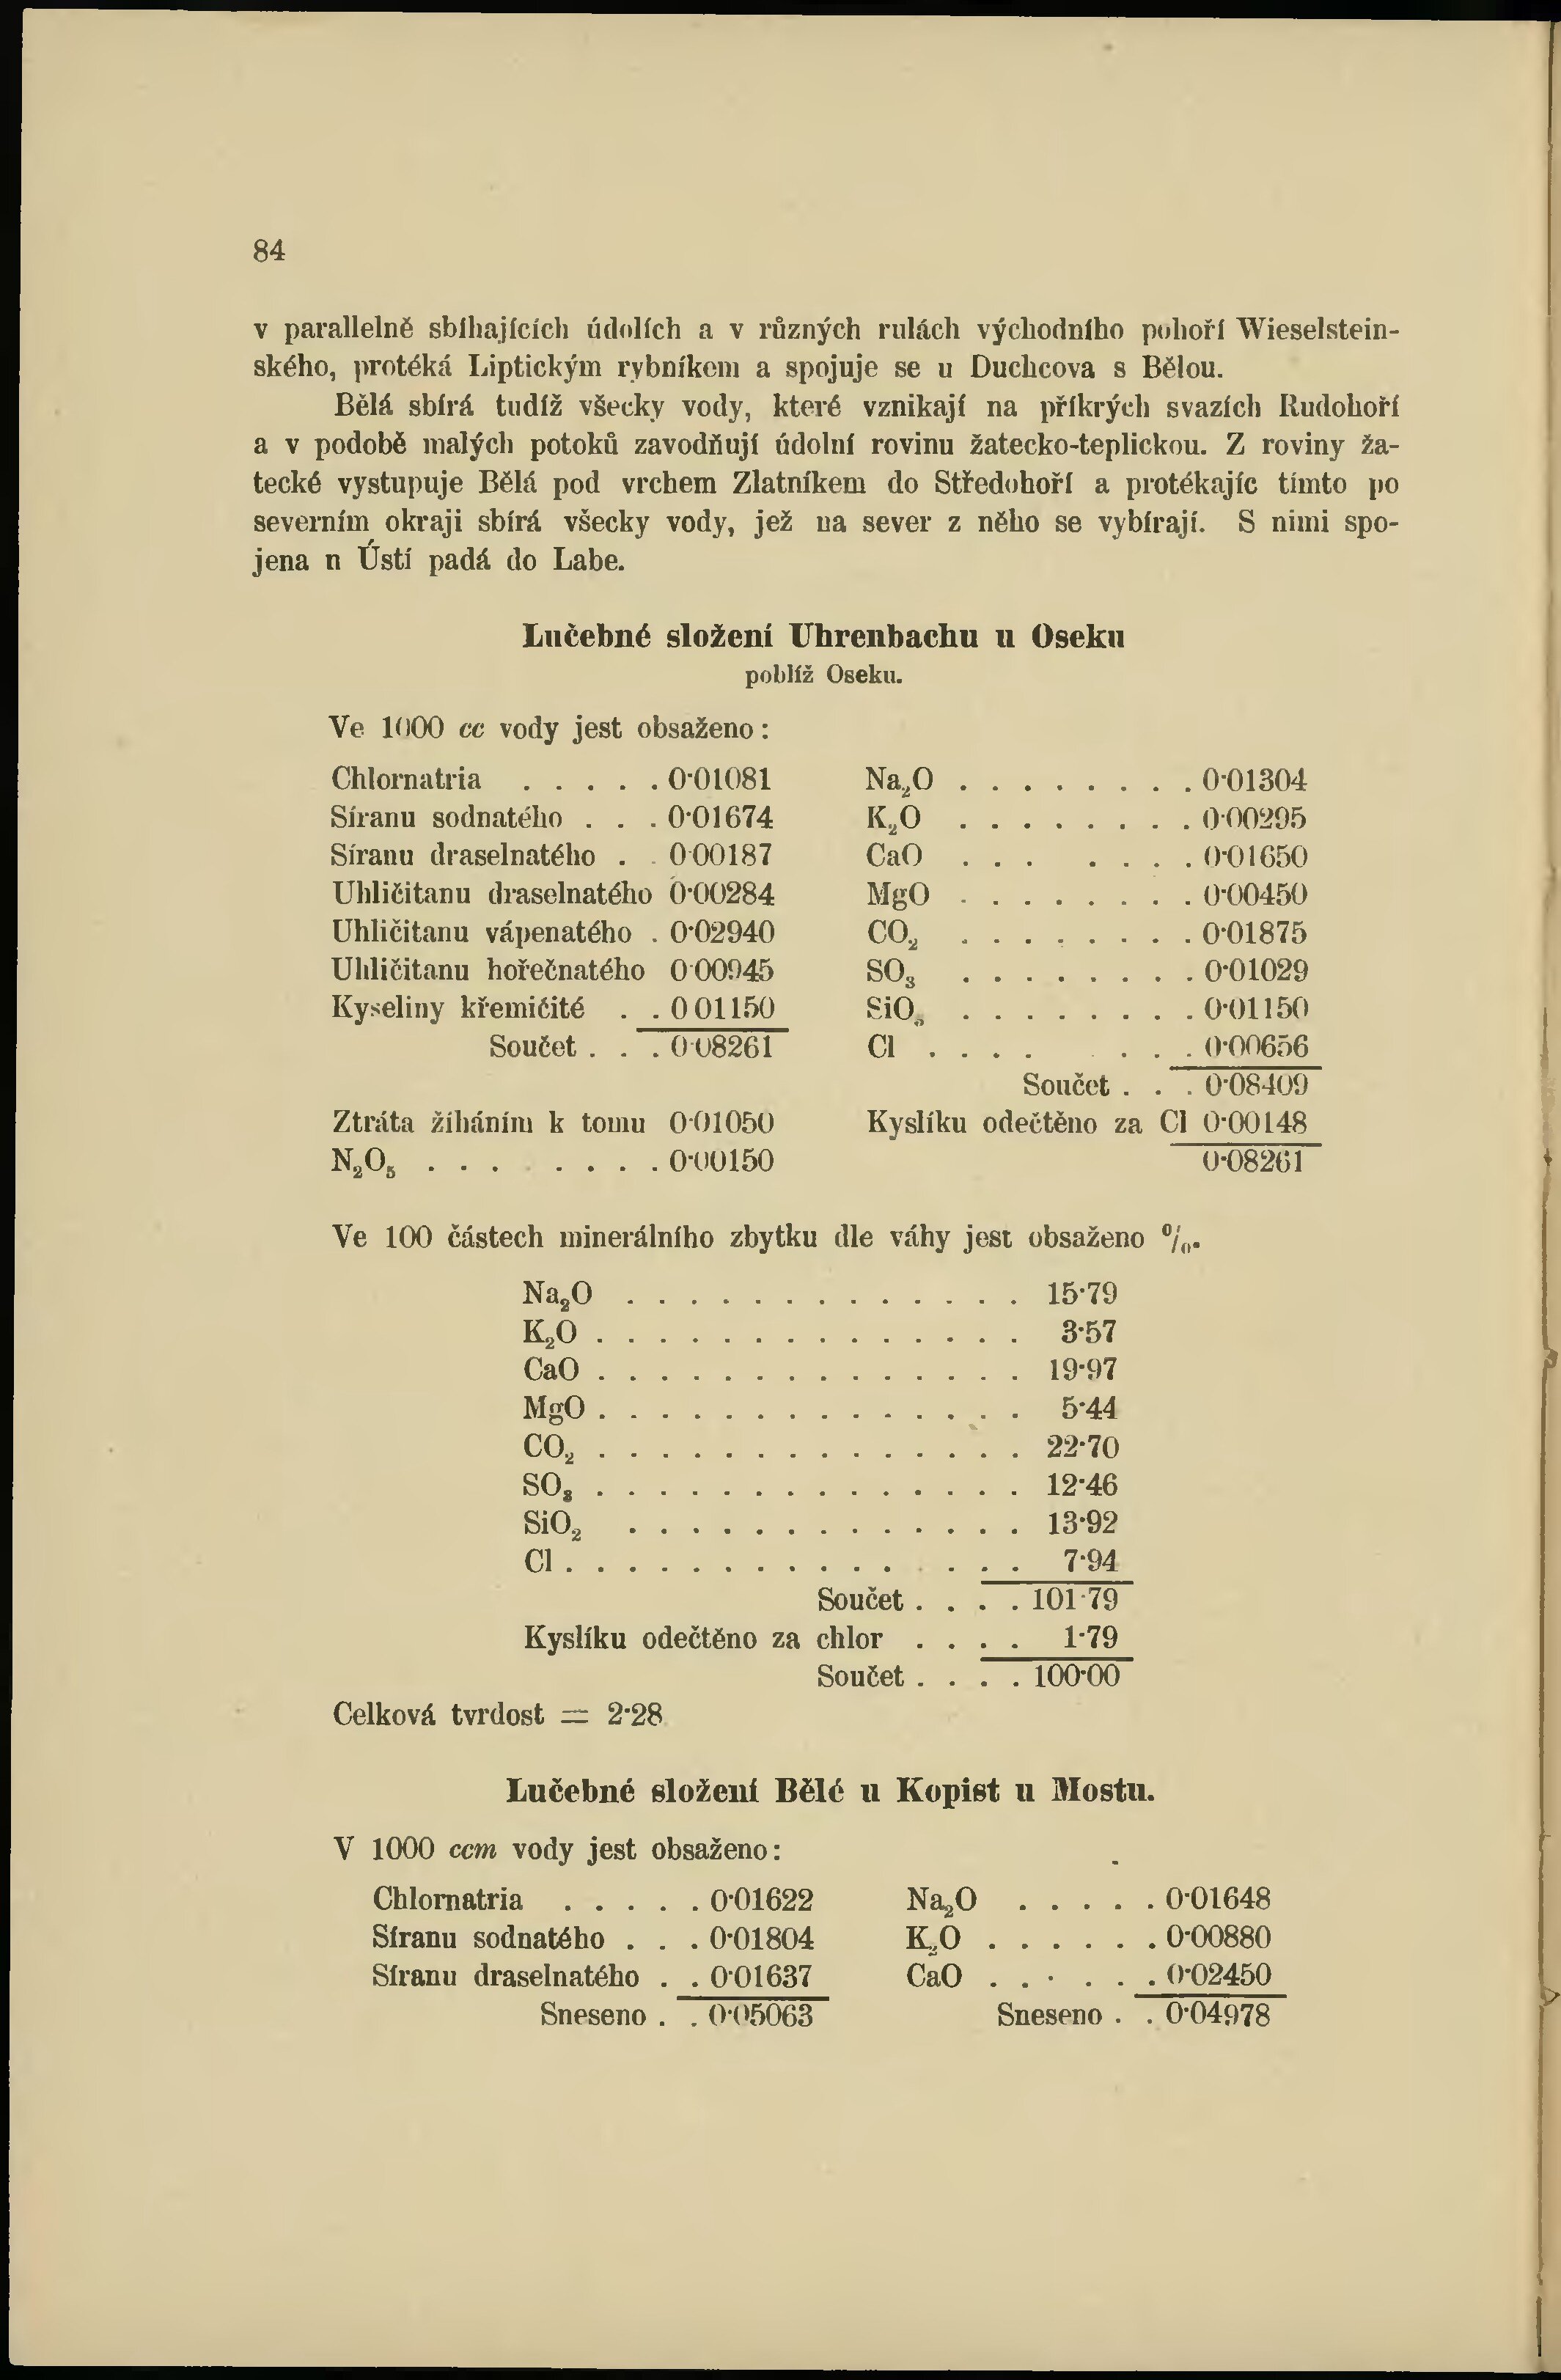 84
v parallelně sbíhajících údolích a v různých rulách východního pohoří Wieselstein-
ského, protéká Liptickým rybníkem a spojuje se u Duchcova s Bělou.
Bělá sbírá tudíž všecky vody, které vznikají na příkrých svazích Rudohoří
a v podobě malých potoků zavodňují údolní rovinu žatecko-teplickou. Z roviny ža-
tecké vystupuje Bělá pod vrchem Zlatníkem do Středohoří a protékajíc tímto po
severním okraji sbírá všecky vody, jež na sever z něho se vybírají. S nimi spo-
jena n Ústí padá do Labe.
Lučebné složení Uhrenbachu u Oseku
poblíž Oseku.
Ve 1000 cc vody jest obsaženo:
Chlornatria . . . . . 0·01081 Na₂O . . . . . . . . 0·01304
Síranu sodnatého . . . 0·01674 K₂O . . . . . . . . 0·00295
Síranu draselnatého . . 0·00187 CaO . . . . . . . 0·01650
Uhličitanu draselnatého 0·00284 MgO . . . . . . . . 0·00450
Uhličitanu vápenatého . 0·02940 CO₂ . . . . . . . . 0·01875
Uhličitanu hořečnatého 0·00945 SO₃ . . . . . . . . 0·01029
Kyseliny křemičité . . 0·01150 SiO₂ . . . . . . . . 0·01150
Součet . . . 0·08261 Cl . . . . . . . 0·00656
Součet . . . 0·08409
Ztráta žíháním k tomu 0·01050 Kyslíku odečtěno za Cl 0·00148
N₂O₅ . . . . . . . 0·00150 0·08261
Ve 100 částech minerálního zbytku dle váhy jest obsaženo %.
Na₂O . . . . . . . . . . . . . 15·79
K₂O . . . . . . . . . . . . . . 3·57
CaO . . . . . . . . . . . . . . 19·97
MgO . . . . . . . . . . . . . . 5·44
CO₂ . . . . . . . . . . . . . . 22·70
SO₃ . . . . . . . . . . . . . . 12·46
SiO₂ . . . . . . . . . . . . . 13·92
Cl . . . . . . . . . . . . . . . 7·94
Součet . . . . 101·79
Kyslíku odečtěno za chlor . . . . 1·79
Součet . . . . 100·00
Celková tvrdost = 2·28
Lučebné složení Bělé u Kopist u Mostu.
V 1000 ccm vody jest obsaženo:
Chlornatria . . . . . 0·01622 Na₂O . . . . . 0·01648
Síranu sodnatého . . . 0·01804 K₂O . . . . . . 0·00880
Síranu draselnatého . . 0·01637 CaO . . . . . . 0·02450
Sneseno . . 0·05063 Sneseno . . 0·04978